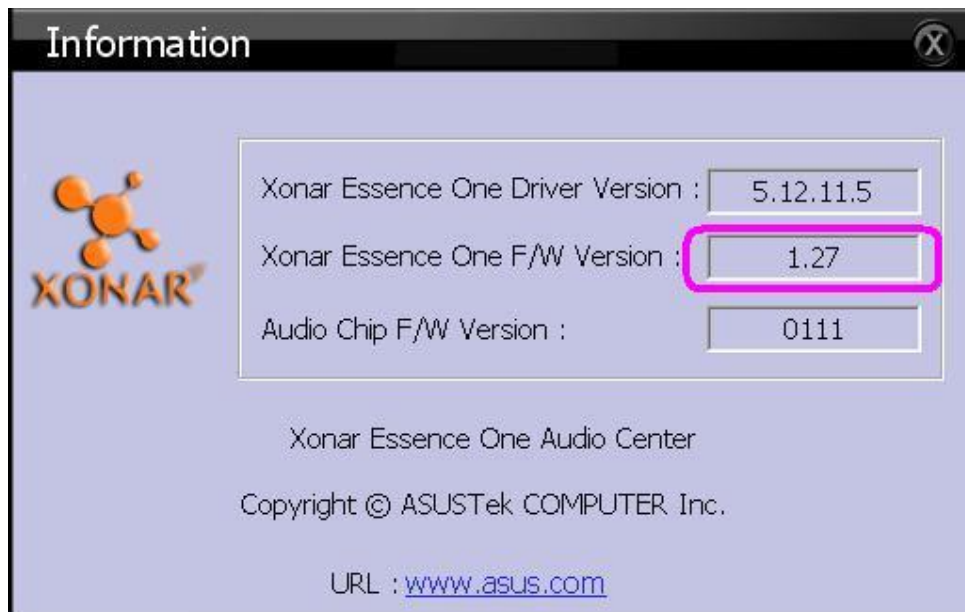 Information
X
Xonar Essence One Driver Version : 5.12.11.5
XONAR
Xonar Essence One F/W Version : 1.27
Audio Chip F/W Version : 0111
Xonar Essence One Audio Center
Copyright © ASUSTek COMPUTER Inc.
URL : www.asus.com